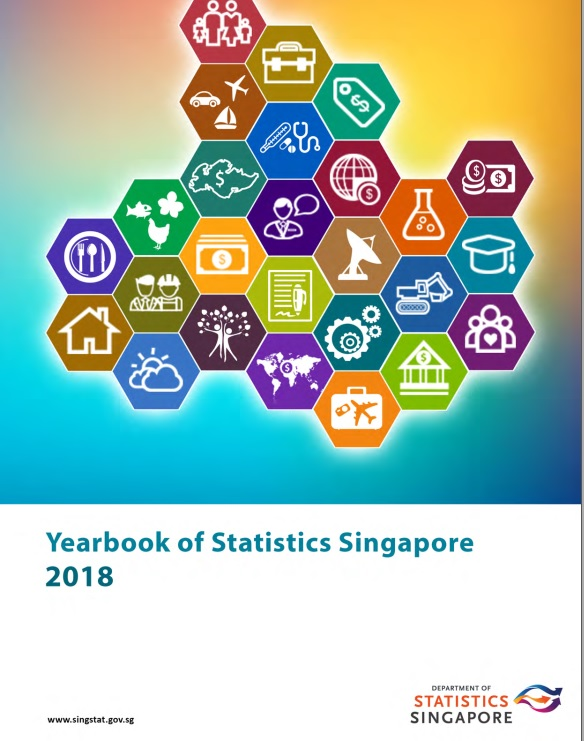 Yearbook of Statistics Singapore
2018
www.singstat.gov.sg
DEPARTMENT OF
STATISTICS
SINGAPORE